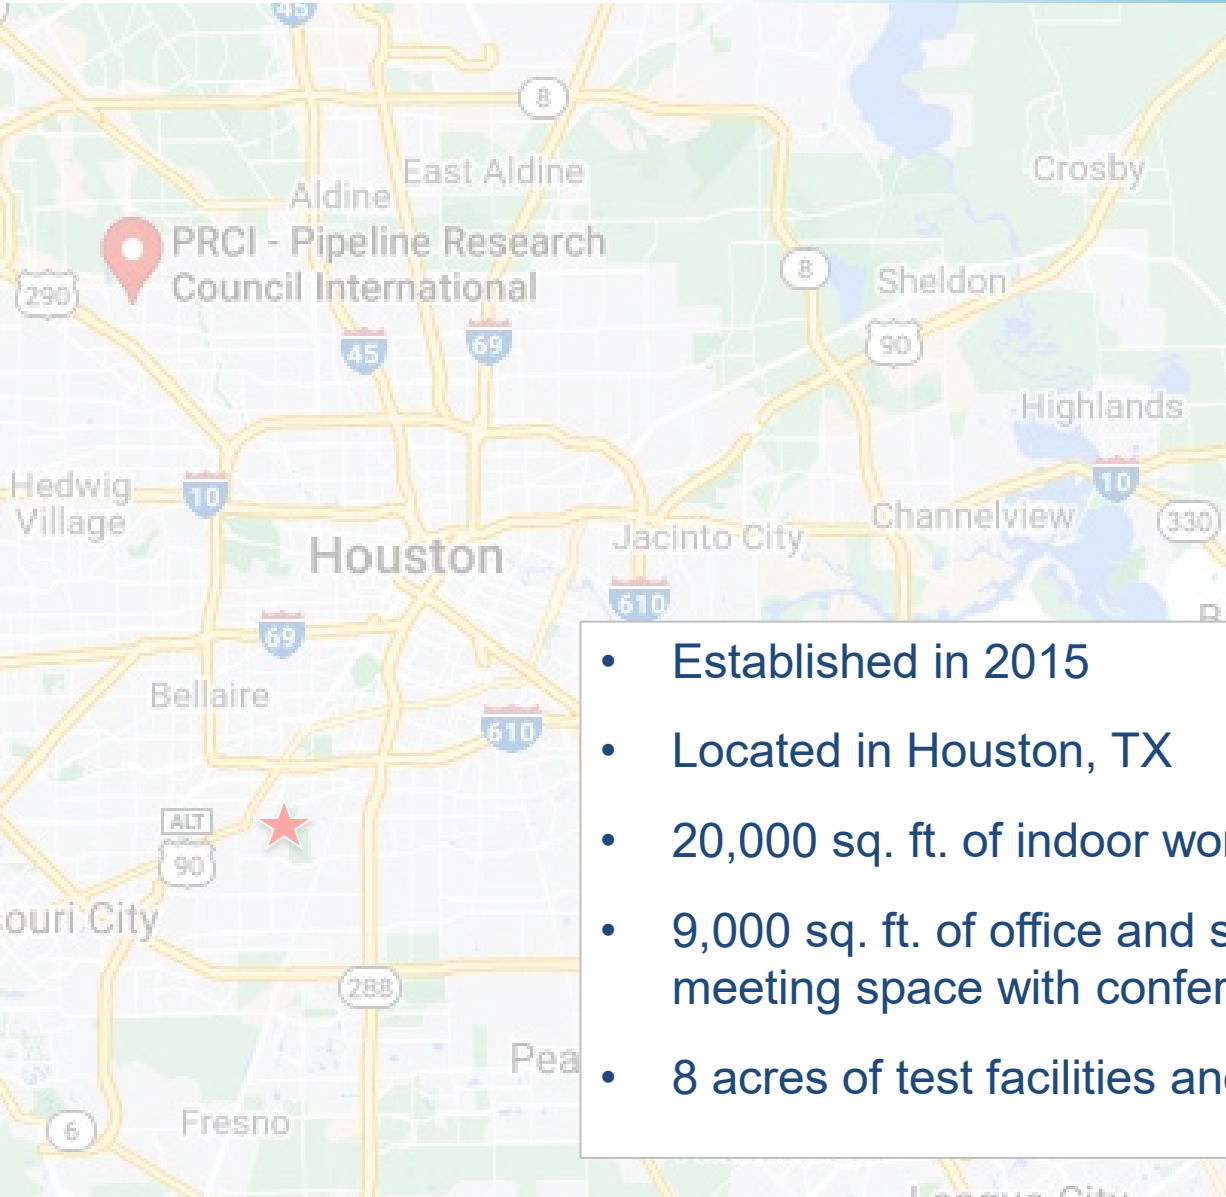 45
8
East Aldine
Aldine
Crosby
PRCI - Pipeline Research
Council International
8
Sheldon
290
45
69
90
Highlands
Hedwig
Village
10
10
Channelview
330
Jacinto City
Houston
610
69
Bellaire
610
ALT
90
ouri City
288
Pea
Fresno
6
• Established in 2015
• Located in Houston, TX
• 20,000 sq. ft. of indoor wor
• 9,000 sq. ft. of office and s
meeting space with confer
• 8 acres of test facilities an